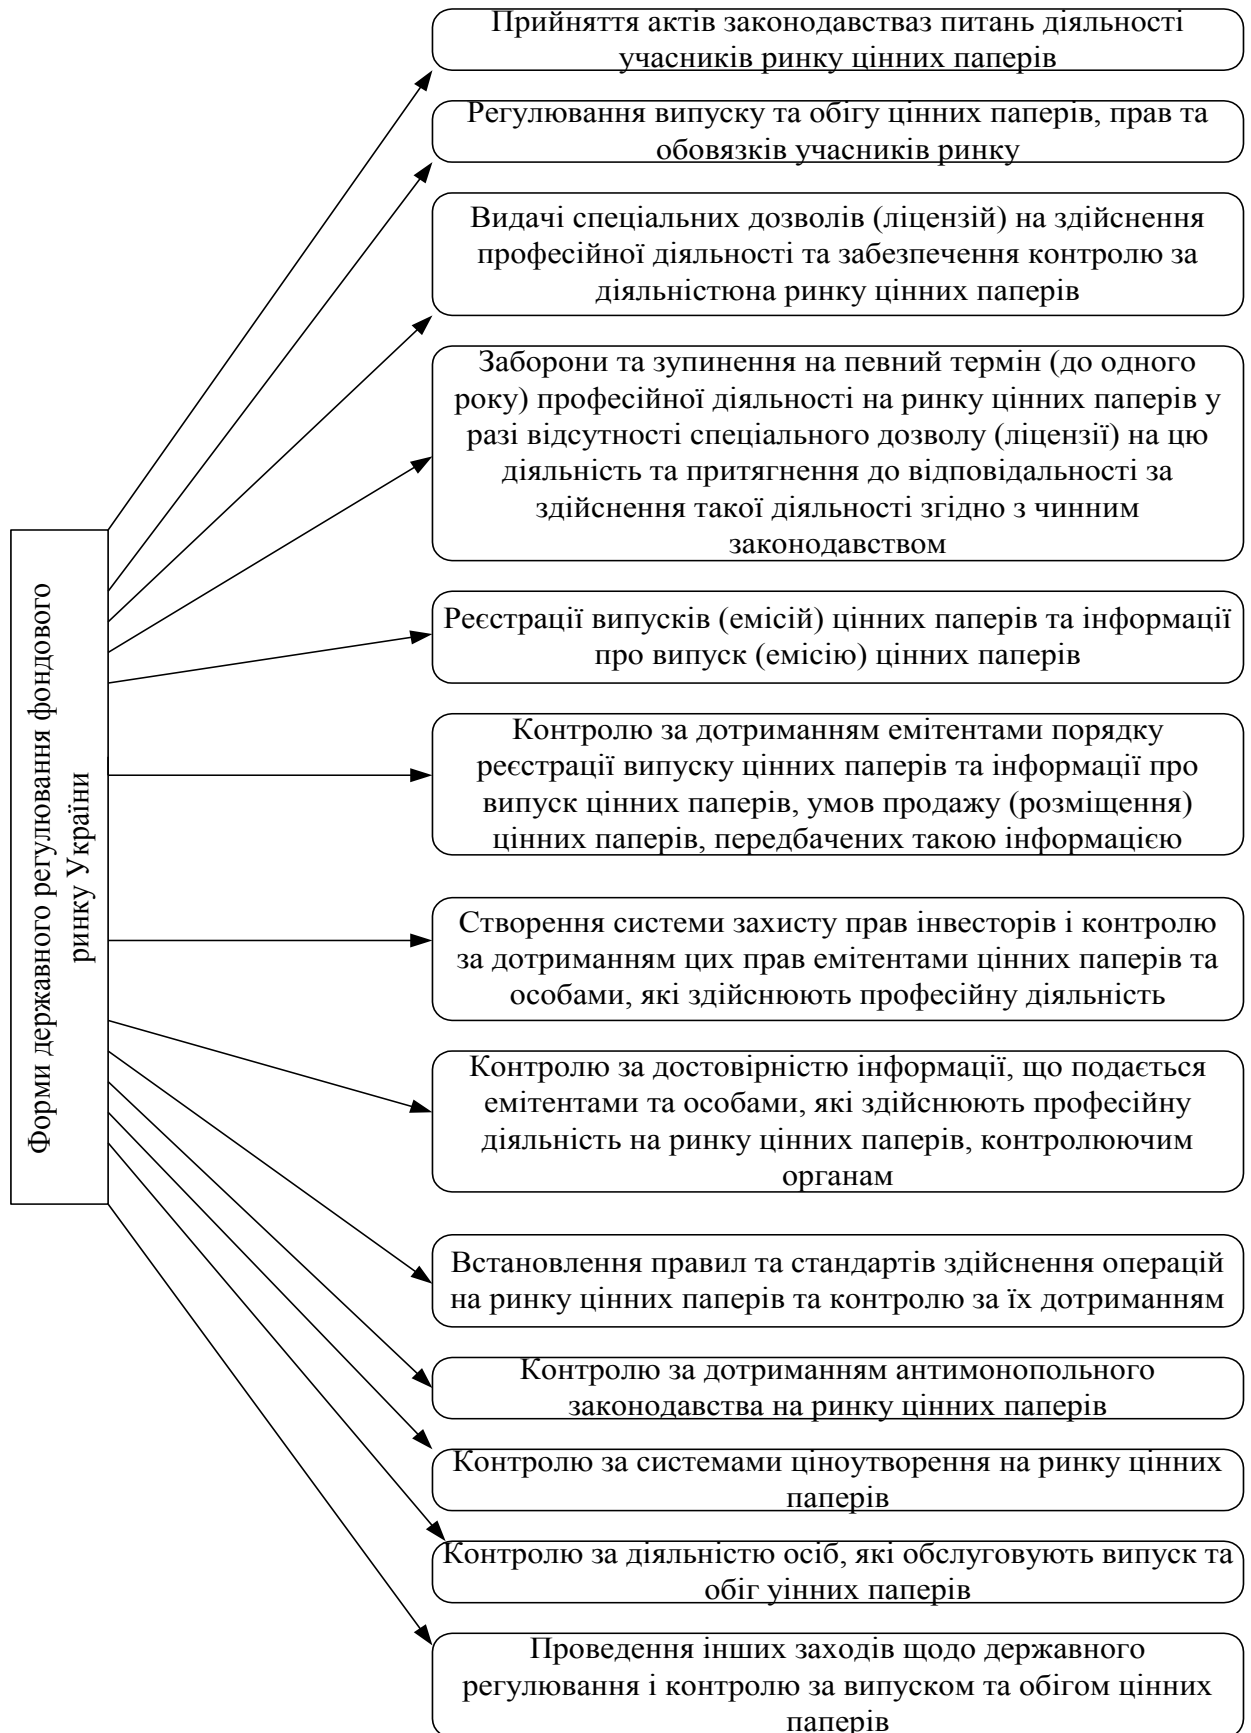 Прийняття актів законодавстваз питань діяльності
учасників ринку цінних паперів
Регулювання випуску та обігу цінних паперів, прав та
обовязків учасників ринку
Видачі спеціальних дозволів (ліцензій) на здійснення
професійної діяльності та забезпечення контролю за
діяльністюна ринку цінних паперів
Заборони та зупинення на певний термін (до одного
року) професійної діяльності на ринку цінних паперів у
разі відсутності спеціального дозволу (ліцензії) на цю
діяльність та притягнення до відповідальності за
здійснення такої діяльності згідно з чинним
законодавством
Форми державного регулювання фондового
ринку України
Реєстрації випусків (емісій) цінних паперів та інформації
про випуск (емісію) цінних паперів
Контролю за дотриманням емітентами порядку
реєстрації випуску цінних паперів та інформації про
випуск цінних паперів, умов продажу (розміщення)
цінних паперів, передбачених такою інформацією
Створення системи захисту прав інвесторів і контролю
за дотриманням цих прав емітентами цінних паперів та
особами, які здійснюють професійну діяльність
Контролю за достовірністю інформації, що подається
емітентами та особами, які здійснюють професійну
діяльність на ринку цінних паперів, контролюючим
органам
Встановлення правил та стандартів здійснення операцій
на ринку цінних паперів та контролю за їх дотриманням
Контролю за дотриманням антимонопольного
законодавства на ринку цінних паперів
Контролю за системами ціноутворення на ринку цінних
паперів
Контролю за діяльністю осіб, які обслуговують випуск та
обіг уінних паперів
Проведення інших заходів щодо державного
регулювання і контролю за випуском та обігом цінних
паперів